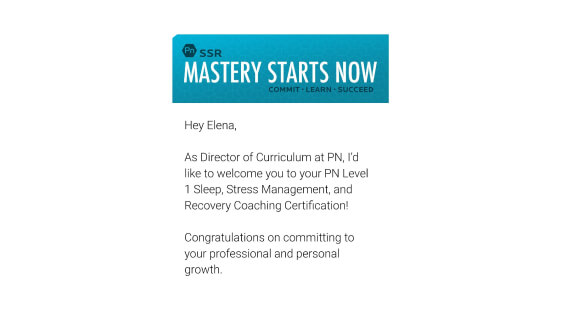 Pn SSR
MASTERY STARTS NOW
COMMIT · LEARN · SUCCEED
Hey Elena,
As Director of Curriculum at PN, I'd
like to welcome you to your PN Level
1 Sleep, Stress Management, and
Recovery Coaching Certification!
Congratulations on committing to
your professional and personal
growth.